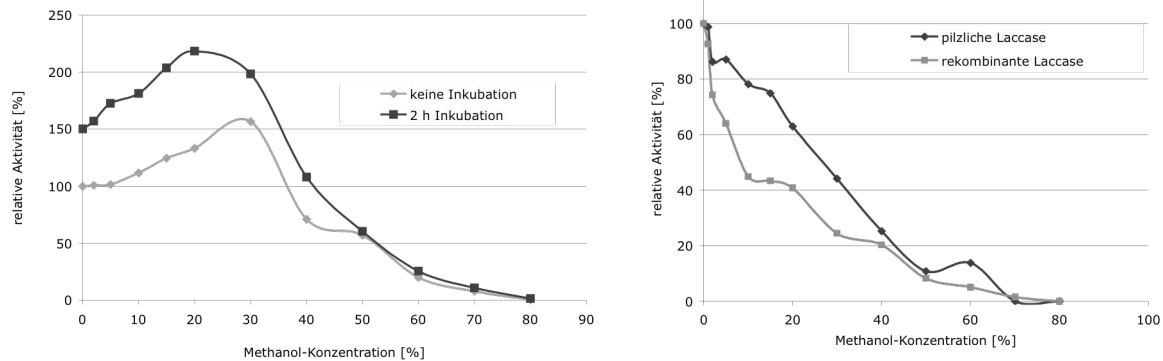 250
200
150
100
50
0
relative Aktivität [%]
keine Inkubation
2 h Inkubation
0 10 20 30 40 50 60 70 80 90
Methanol-Konzentration [%]
100
80
60
40
20
0
relative Aktivität [%]
pilzliche Laccase
rekombinante Laccase
0 20 40 60 80 100
Methanol-Konzentration [%]